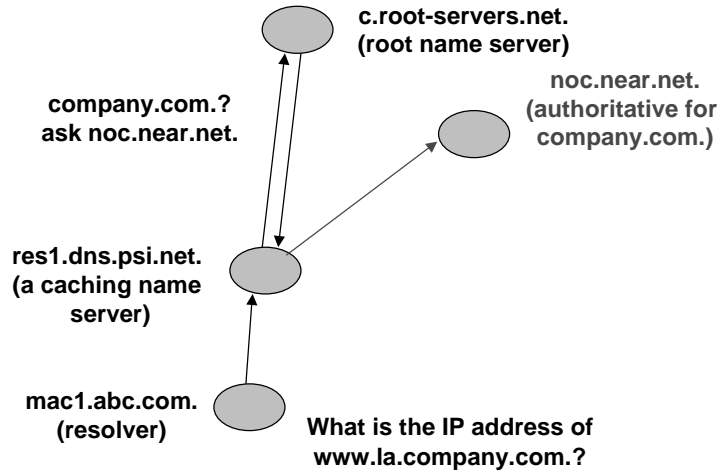 c.root-servers.net.
(root name server)
noc.near.net.
(authoritative for
company.com.)
company.com.?
ask noc.near.net.
res1.dns.psi.net.
(a caching name
server)
mac1.abc.com.
(resolver)
What is the IP address of
www.la.company.com.?